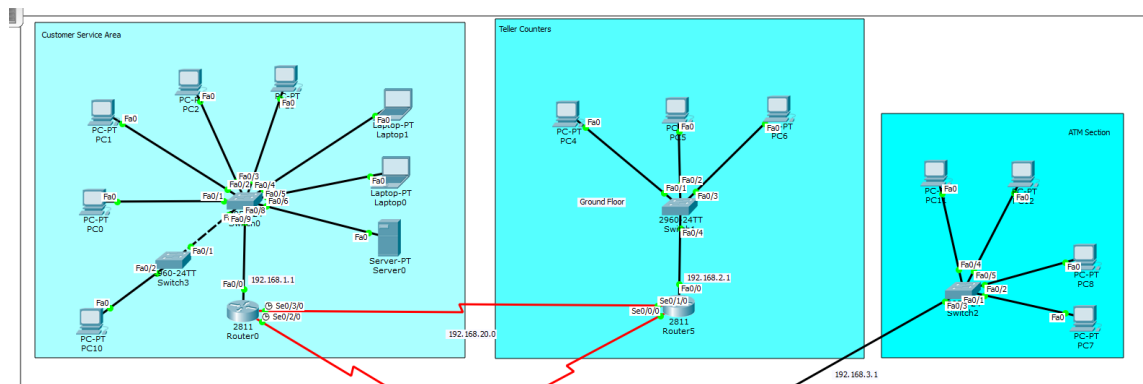 Customer Service Area
PC-PT
PC2
Fa0
Fa0
PC-PT
PC1
Fa0
Laptop-PT
Laptop1
Fa0
Fa0/3
Fa0/2
Fa0/4
Fa0/5
Fa0/1
Fa0/6
Fa0/8
Fa0/9
Fa0
Laptop-PT
Laptop0
Fa0
PC-PT
PC0
Fa0/1
Fa0/2
Switch3
Fa0
Server-PT
Server0
192.168.1.1
Fa0/0
Se0/3/0
Se0/2/0
2811
Router0
Fa0
PC-PT
PC10
192.168.20.0
Teller Counters
PC-PT
PC4
Fa0
Fa0
Fa0
PC6
Fa0/1
Fa0/2
Fa0/3
Ground Floor
2960-24TT
Fa0/4
192.168.2.1
Fa0/0
Se0/1/0
Se0/0/0
2811
Router5
ATM Section
Fa0
PC11
Fa0
Fa0/4
Fa0/5
Fa0/2
Fa0/3
Fa0/1
Switch2
Fa0
PC-PT
PC8
Fa0
PC-PT
PC7
192.168.3.1